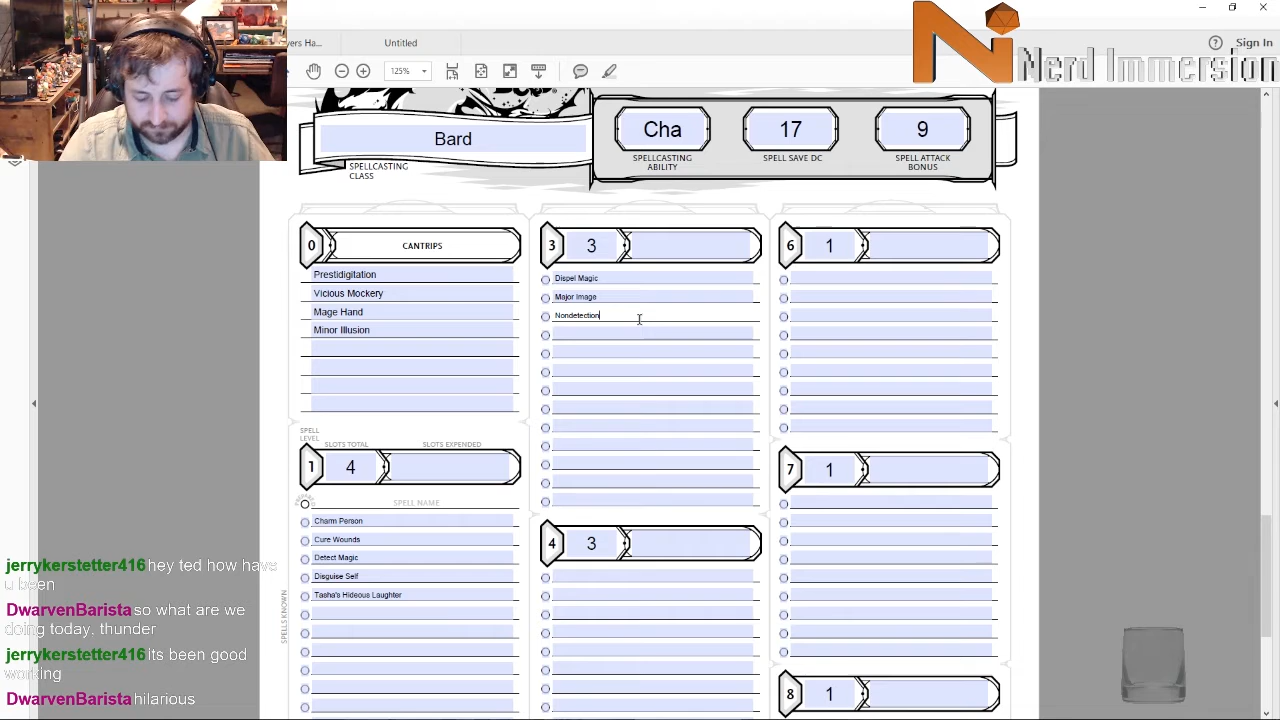 yers Ha...
Untitled
Sign In
125%
Nerd Immersion
Bard
SPELLCASTING
CLASS
Cha
17
9
SPELLCASTING
ABILITY
SPELL SAVE DC
SPELL ATTACK
BONUS
0
CANTRIPS
Prestidigitation
Vicious Mockery
Mage Hand
Minor Illusion
SPELL
LEVEL
SLOTS TOTAL
SLOTS EXPENDED
1
4
SPELL NAME
Charm Person
Cure Wounds
Detect Magic
Disguise Self
Tasha's Hideous Laughter
SPELLS KNOWN
3
3
Dispel Magic
Major Image
Nondetection
4
3
6
1
7
1
8
1
jerrykerstetter416 hey ted how have
u been
DwarvenBarista so what are we
doing today, thunder
jerrykerstetter416 its been good
working
DwarvenBarista hilarious